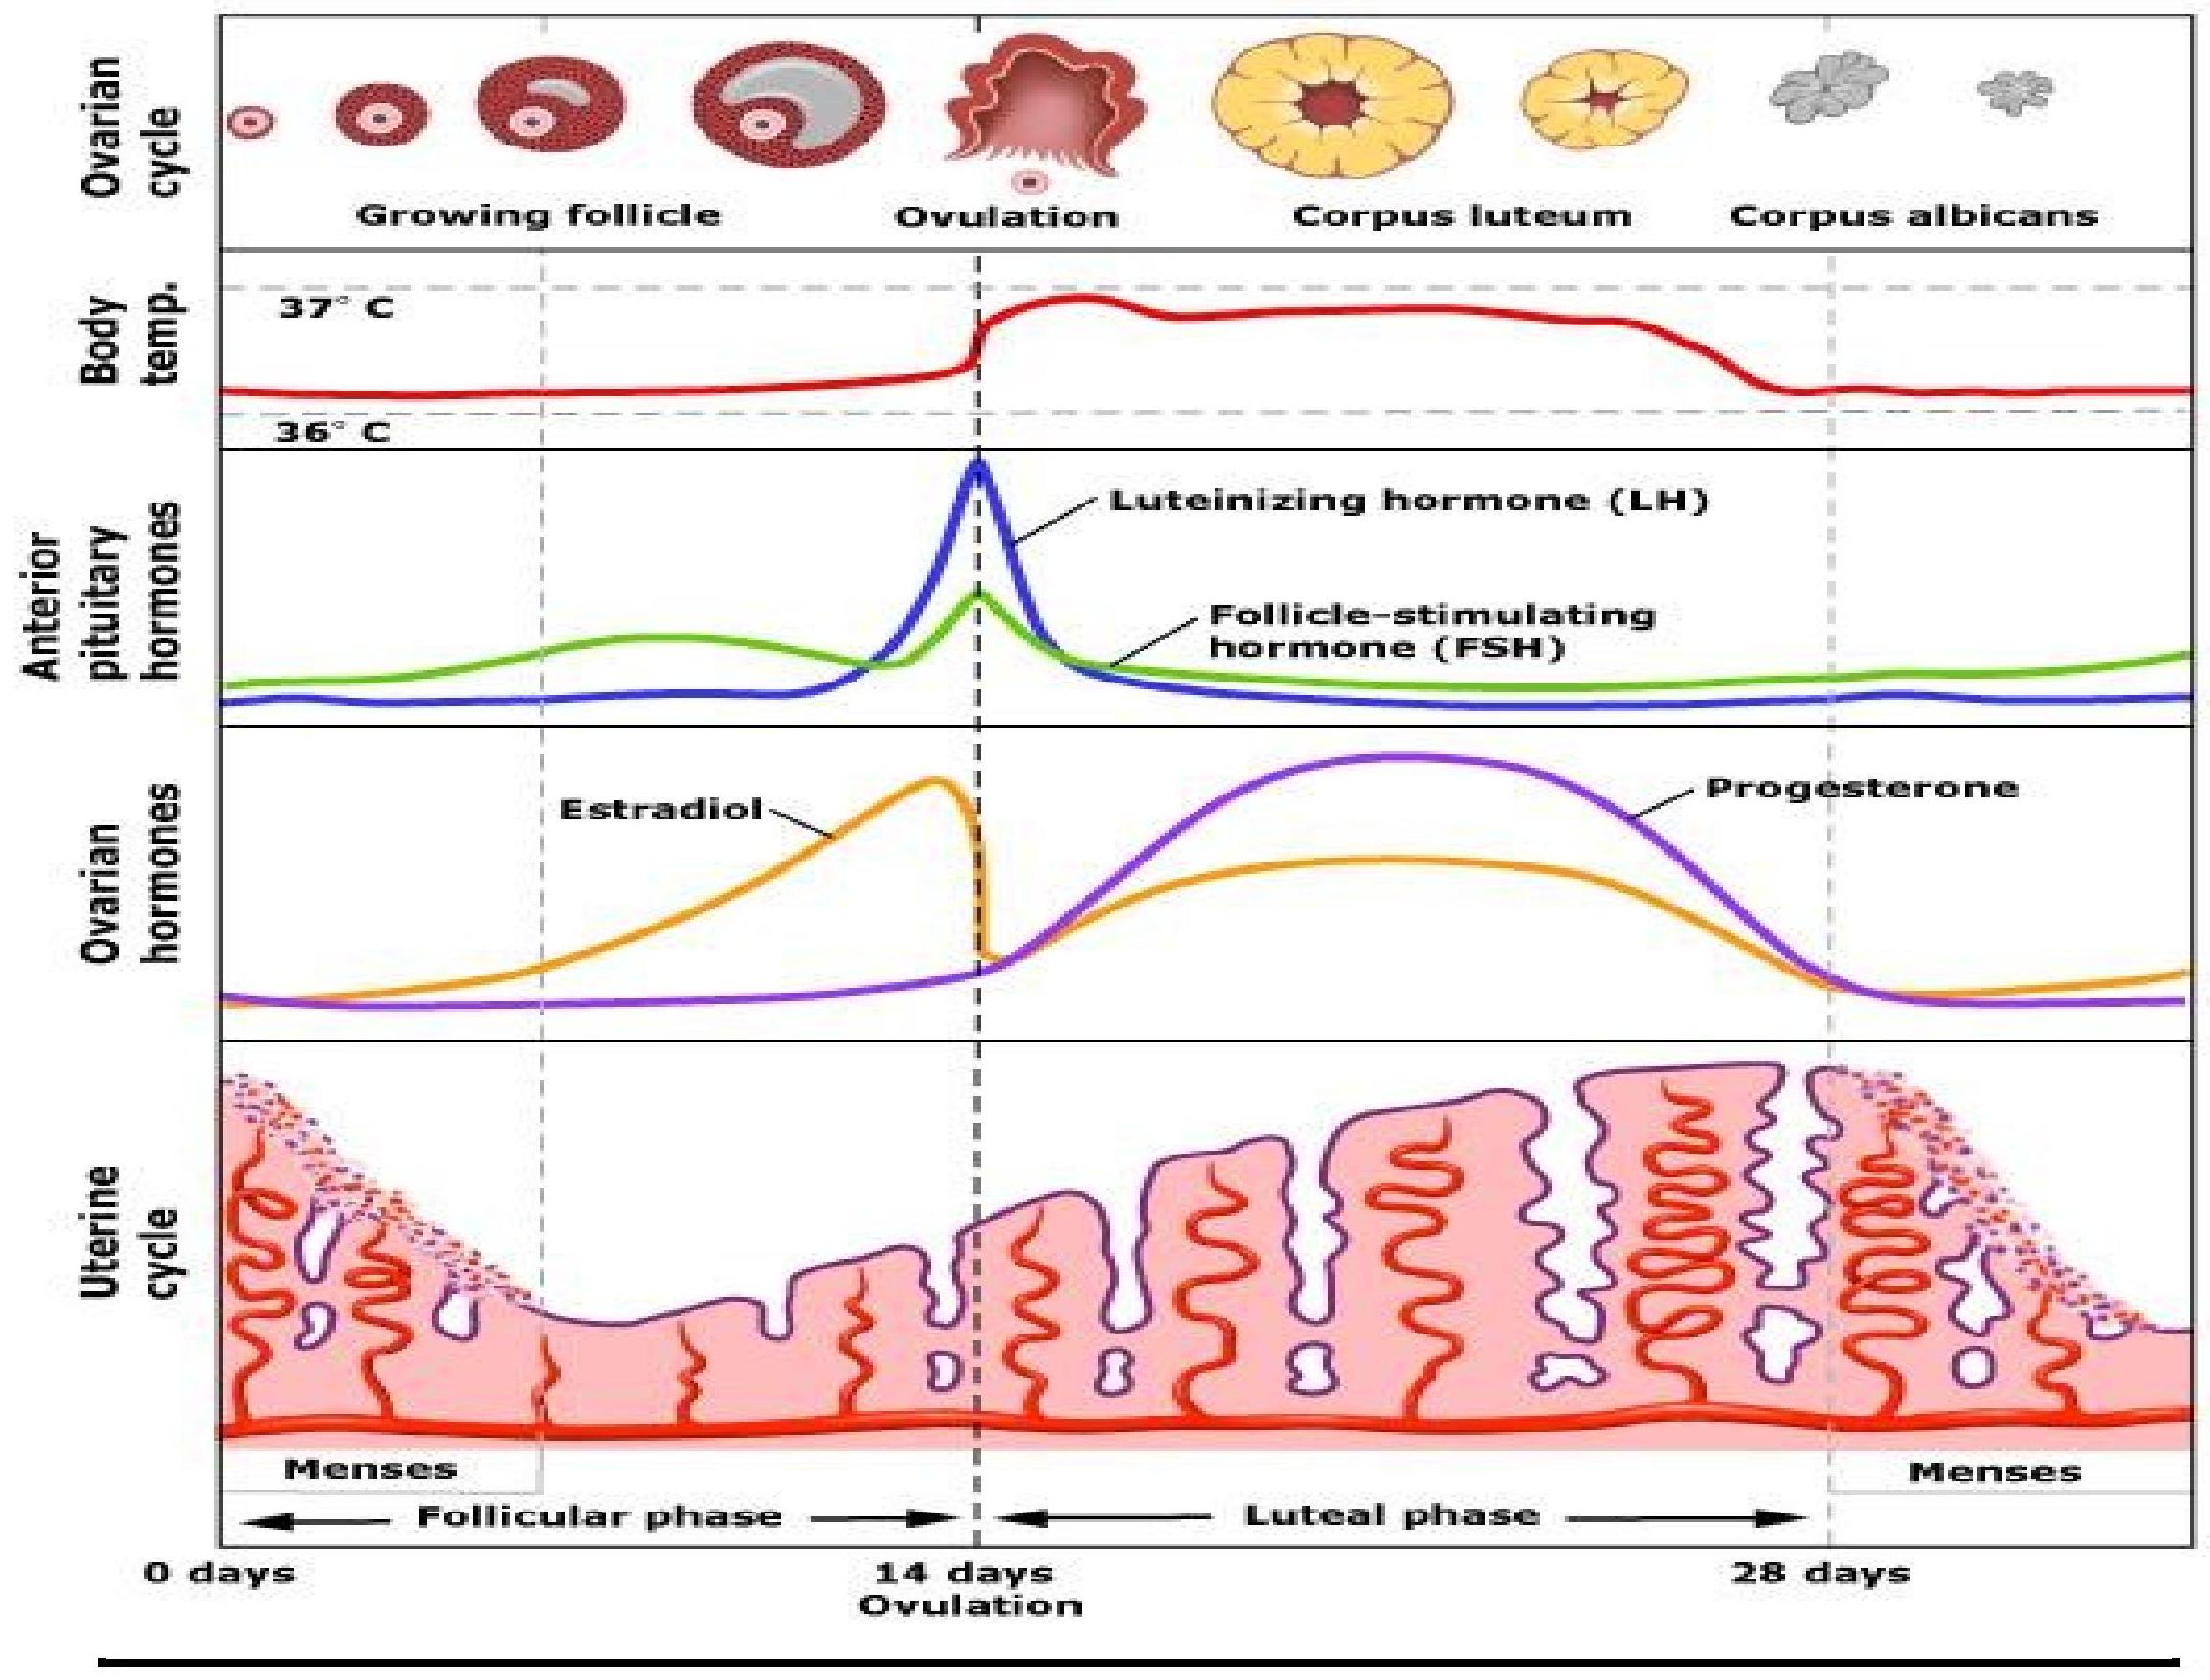 Ovarian
cycle
Growing follicle
Ovulation
Corpus luteum
Corpus albicans
Body
temp.
37° C
36° C
Anterior
pituitary
hormones
Luteinizing hormone (LH)
Follicle-stimulating
hormone (FSH)
Ovarian
hormones
Estradiol
Progesterone
Uterine
cycle
Menses
Menses
Follicular phase
Luteal phase
0 days
14 days
Ovulation
28 days